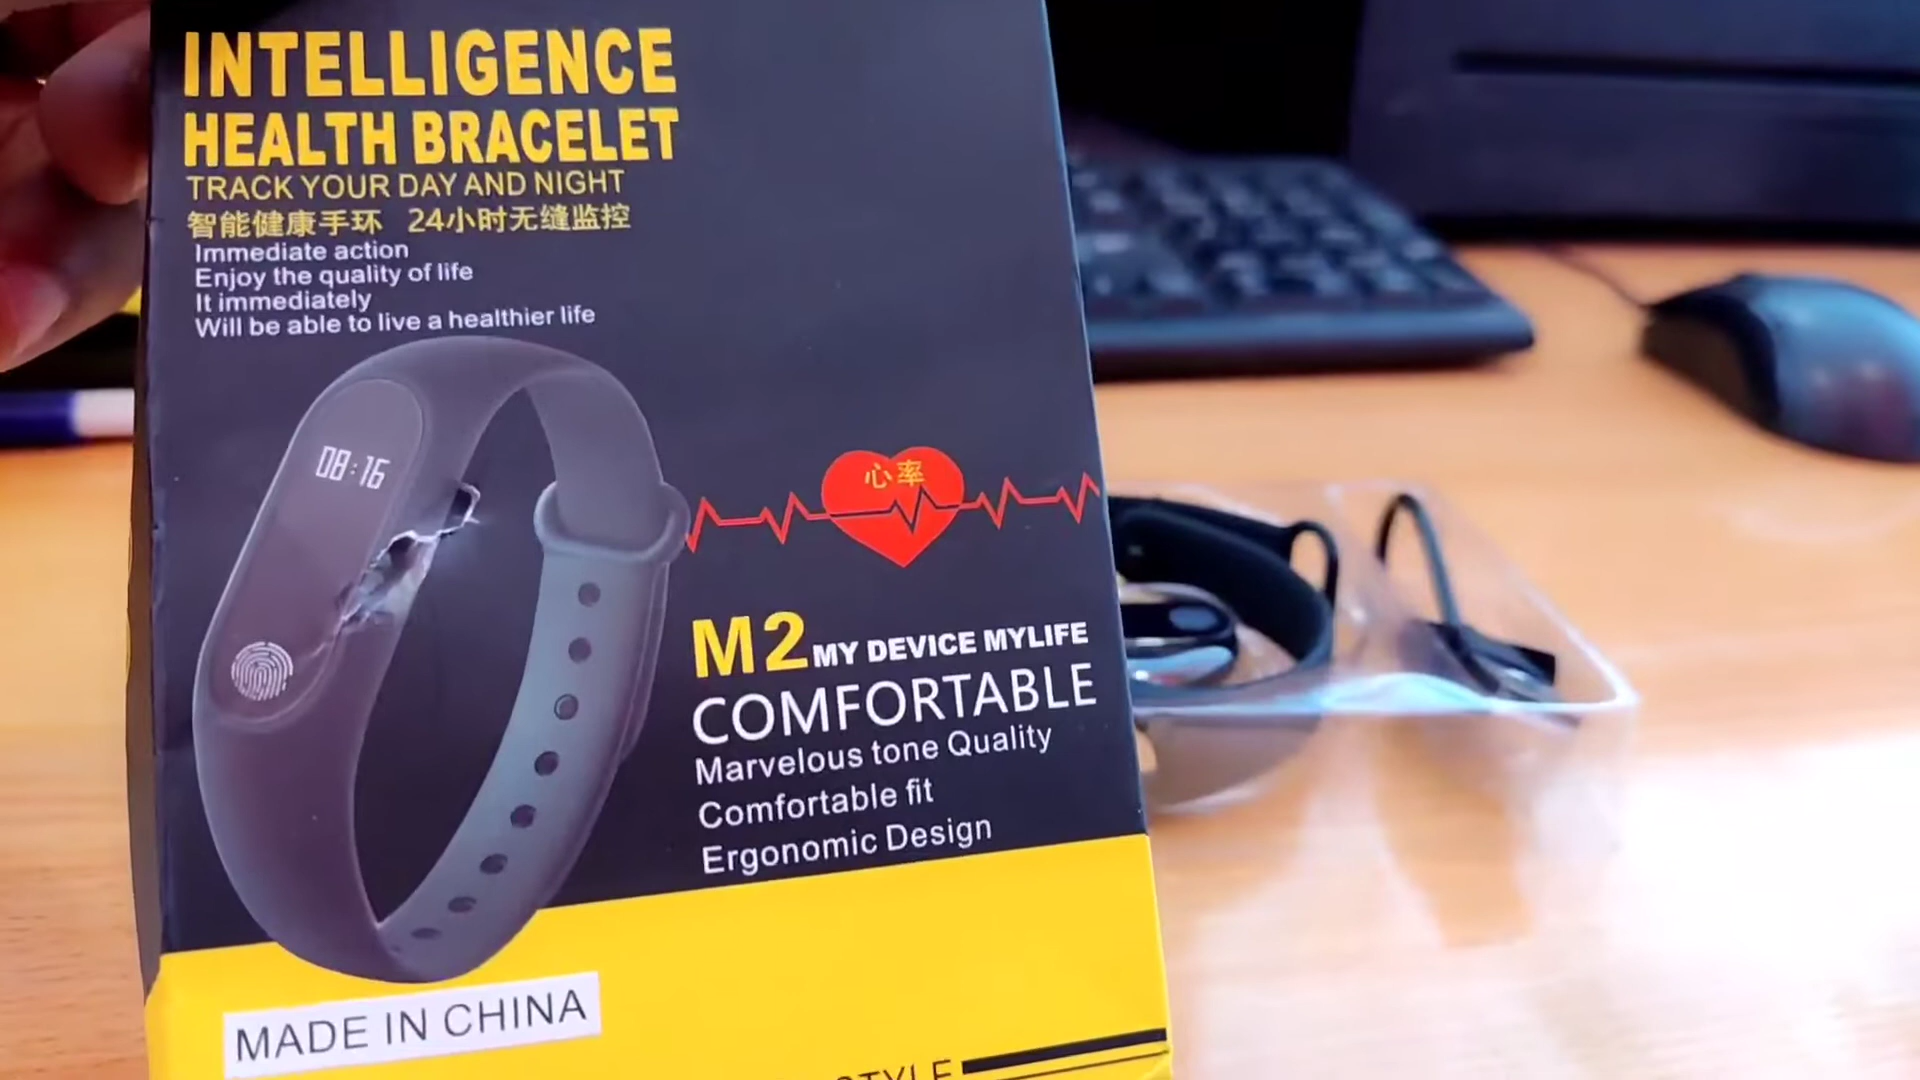 INTELLIGENCE
HEALTH BRACELET
TRACK YOUR DAY AND NIGHT
智能健康手环 24小时无缝监控
Immediate action
Enjoy the quality of life
It immediately
Will be able to live a healthier life
08:16
心率
M2 MY DEVICE MYLIFE
COMFORTABLE
Marvelous tone Quality
Comfortable fit
Ergonomic Design
MADE IN CHINA
STYLE